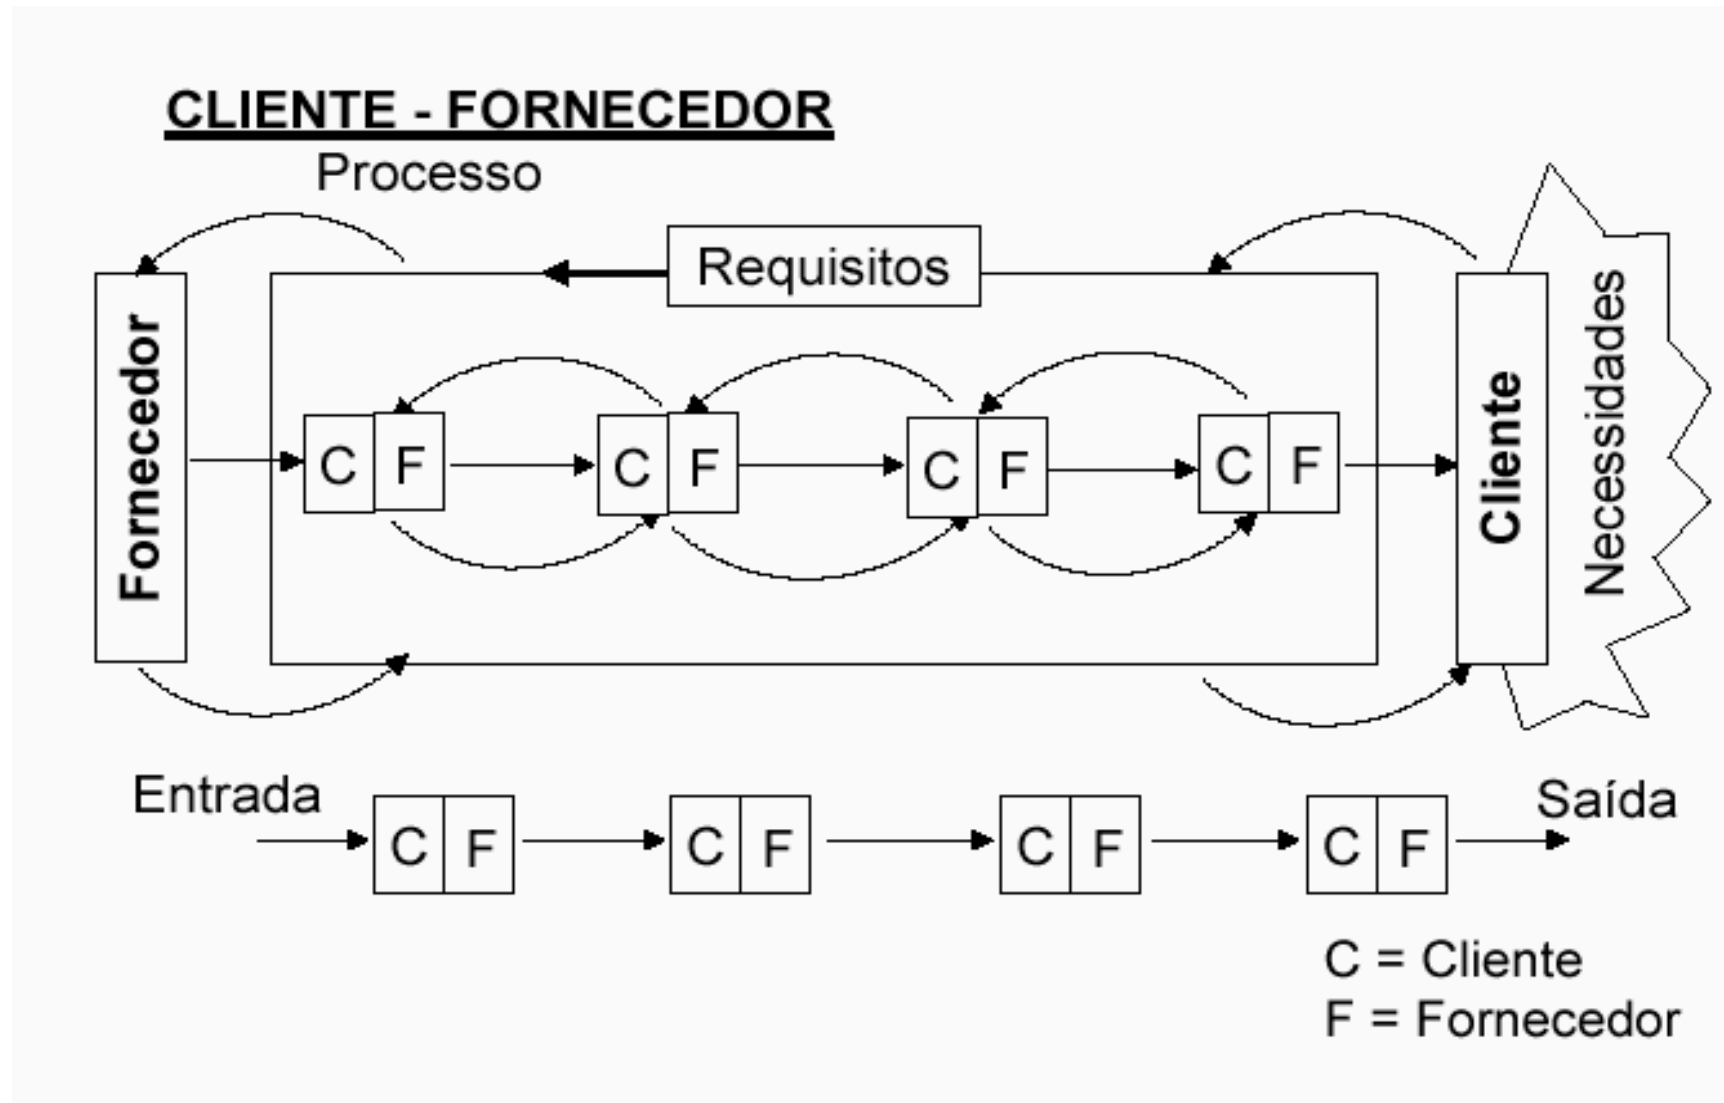 CLIENTE - FORNECEDOR
Processo
Requisitos
Fornecedor
C F C F C F C F
Cliente
Necessidades
Entrada
Saída
C F C F C F C F
C = Cliente
F = Fornecedor